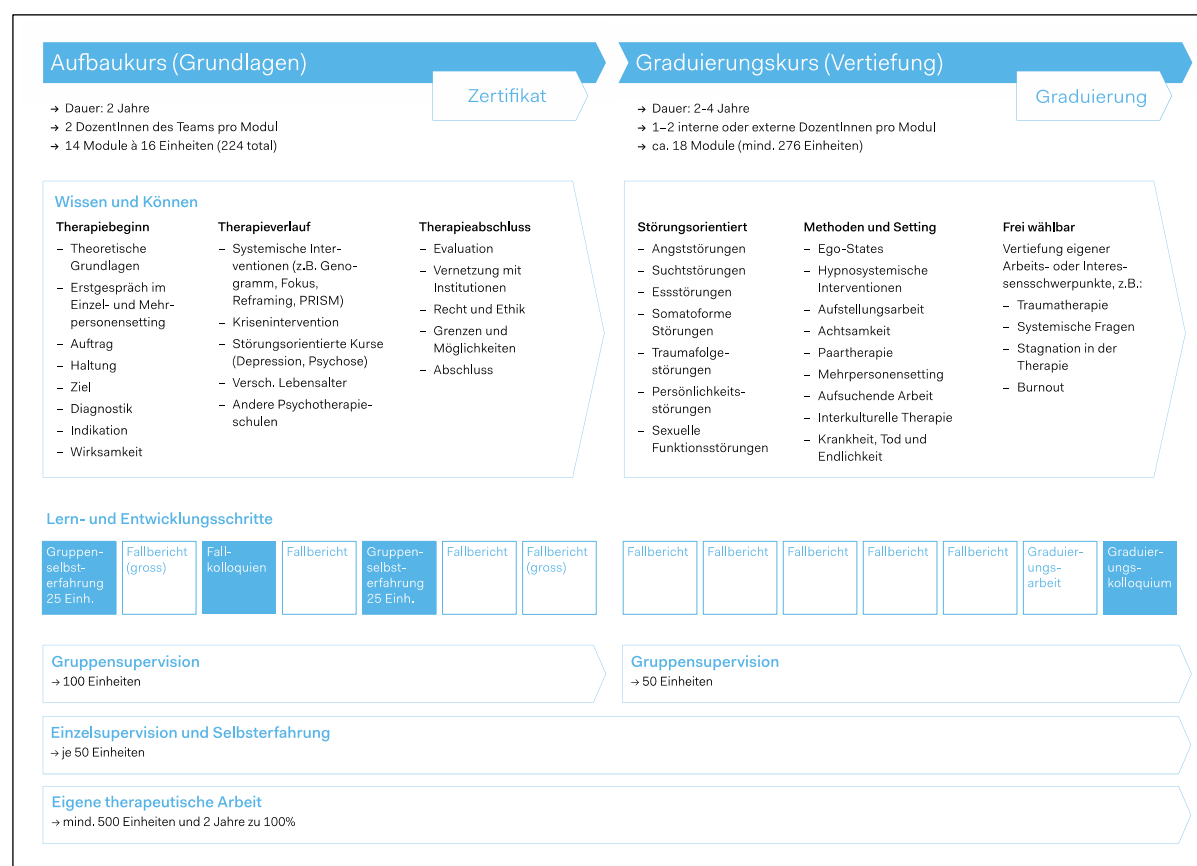 Aufbaukurs (Grundlagen)
Zertifikat
→ Dauer: 2 Jahre
→ 2 DozentInnen des Teams pro Modul
→ 14 Module à 16 Einheiten (224 total)
Graduierungskurs (Vertiefung)
Graduierung
→ Dauer: 2-4 Jahre
→ 1–2 interne oder externe DozentInnen pro Modul
→ ca. 18 Module (mind. 276 Einheiten)
Wissen und Können
Therapiebeginn
– Theoretische
Grundlagen
– Erstgespräch im
Einzel- und Mehr-
personensetting
– Auftrag
– Haltung
– Ziel
– Diagnostik
– Indikation
– Wirksamkeit
Therapieverlauf
– Systemische Inter-
ventionen (z.B. Geno-
gramm, Fokus,
Reframing, PRISM)
– Krisenintervention
– Störungsorientierte Kurse
(Depression, Psychose)
– Versch. Lebensalter
– Andere Psychotherapie-
schulen
Therapieabschluss
– Evaluation
– Vernetzung mit
Institutionen
– Recht und Ethik
– Grenzen und
Möglichkeiten
– Abschluss
Störungsorientiert
– Angststörungen
– Suchtstörungen
– Essstörungen
– Somatoforme
Störungen
– Traumafolge-
störungen
– Persönlichkeits-
störungen
– Sexuelle
Funktionsstörungen
Methoden und Setting
– Ego-States
– Hypnosystemische
Interventionen
– Aufstellungsarbeit
– Achtsamkeit
– Paartherapie
– Mehrpersonensetting
– Aufsuchende Arbeit
– Interkulturelle Therapie
– Krankheit, Tod und
Endlichkeit
Frei wählbar
Vertiefung eigener
Arbeits- oder Interes-
sensschwerpunkte, z.B.:
– Traumatherapie
– Systemische Fragen
– Stagnation in der
Therapie
– Burnout
Lern- und Entwicklungsschritte
Gruppen-
selbst-
erfahrung
25 Einh.
Fallbericht
(gross)
Fall-
kolloquien
Fallbericht
Gruppen-
selbst-
erfahrung
25 Einh.
Fallbericht
Fallbericht
(gross)
Fallbericht
Fallbericht
Fallbericht
Fallbericht
Fallbericht
Graduier-
ungs-
arbeit
Graduier-
ungs-
kolloquium
Gruppensupervision
→ 100 Einheiten
Gruppensupervision
→ 50 Einheiten
Einzelsupervision und Selbsterfahrung
→ je 50 Einheiten
Eigene therapeutische Arbeit
→ mind. 500 Einheiten und 2 Jahre zu 100%